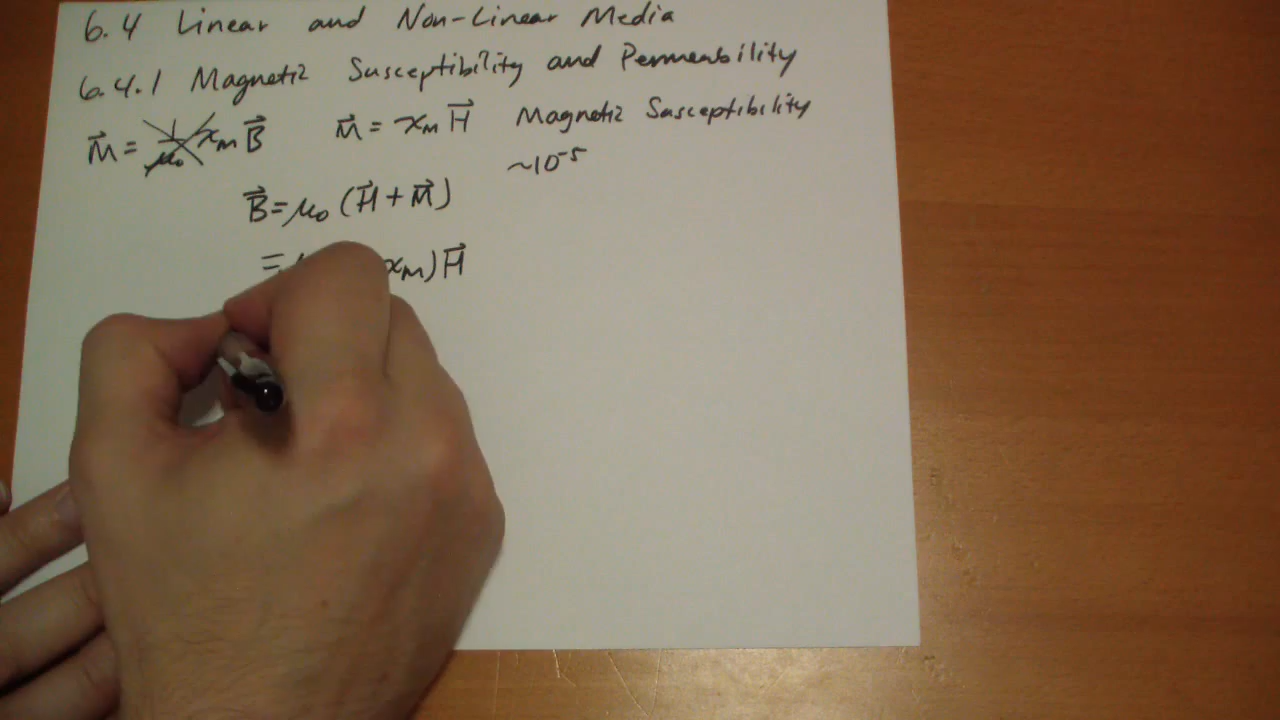 6.4 Linear and Non-Linear Media
6.4.1 Magnetic Susceptibility and Permeability
M⃗ = 1/μ₀ χₘ B⃗ M⃗ = χₘ H⃗ Magnetic Susceptibility
~10⁻⁵
B⃗ = μ₀ (H⃗ + M⃗)
= χₘ) H⃗